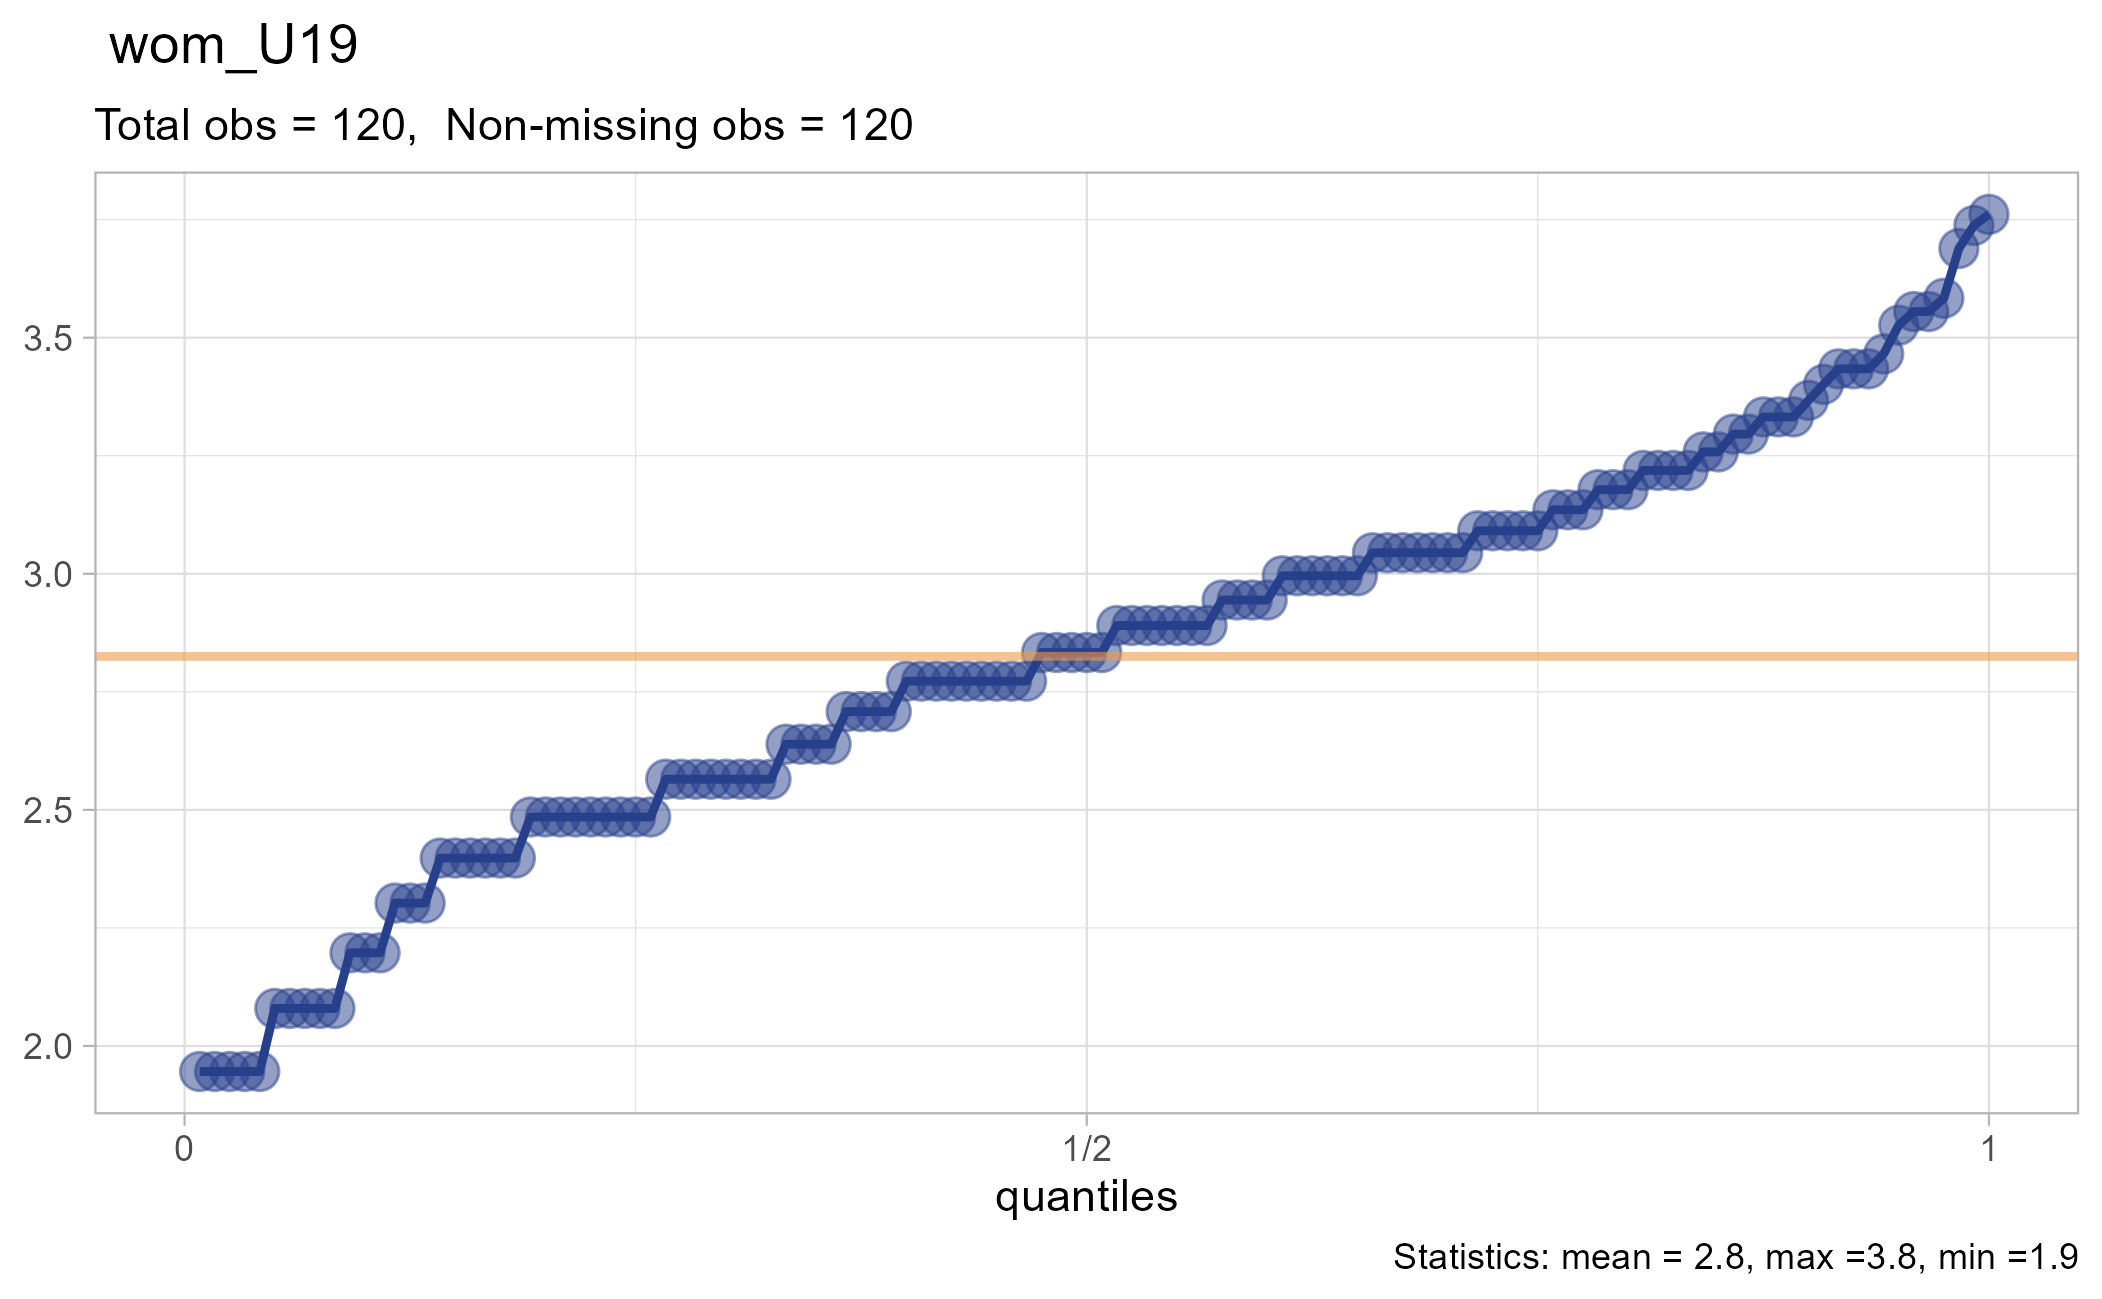 wom_U19
Total obs = 120,  Non-missing obs = 120
3.5
3.0
2.5
2.0
0 1/2 1
quantiles
Statistics: mean = 2.8, max =3.8, min =1.9